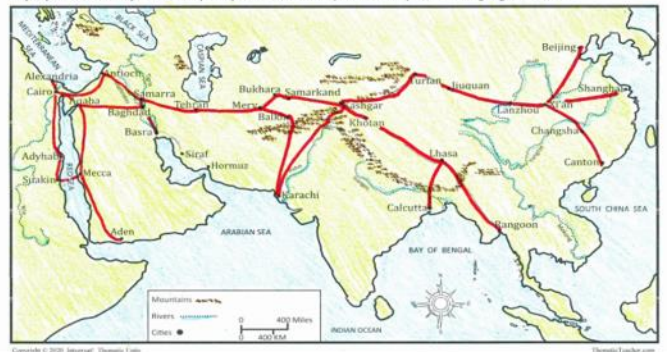 BLACK SEA
MEDITERRANEAN SEA
CASPIAN SEA
Beijing
Alexandria
Antioch
Cairo
Samarra
Bukhara
Samarkand
Turfan
Jiuquan
Shanghai
Aqaba
Baghdad
Tehran
Merv
Kashgar
Lanzhou
Xi'an
Balkh
Khotan
Basra
Changsha
Siraf
Hormuz
Lhasa
Adyhab
Canton
Suakin
RED SEA
Mecca
Karachi
Calcutta
Rangoon
Mekong
SOUTH CHINA SEA
Aden
ARABIAN SEA
BAY OF BENGAL
Mountains
Rivers
Cities
0 400 Miles
0 400 KM
INDIAN OCEAN